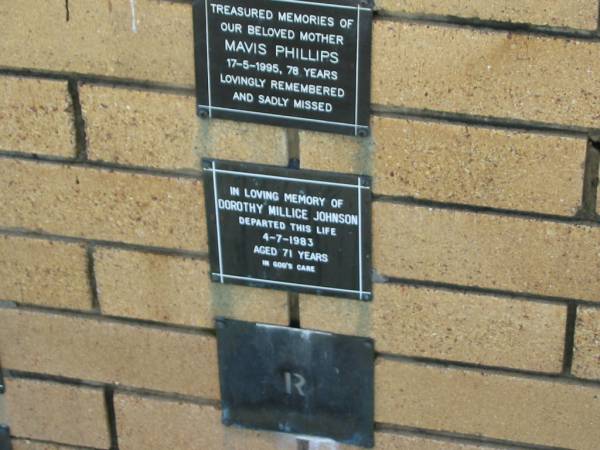 TREASURED MEMORIES OF
OUR BELOVED MOTHER
MAVIS PHILLIPS
17-5-1995, 78 YEARS
LOVINGLY REMEMBERED
AND SADLY MISSED
IN LOVING MEMORY OF
DOROTHY MILLICE JOHNSON
DEPARTED THIS LIFE
4-7-1983
AGED 71 YEARS
IN GOD'S CARE
R